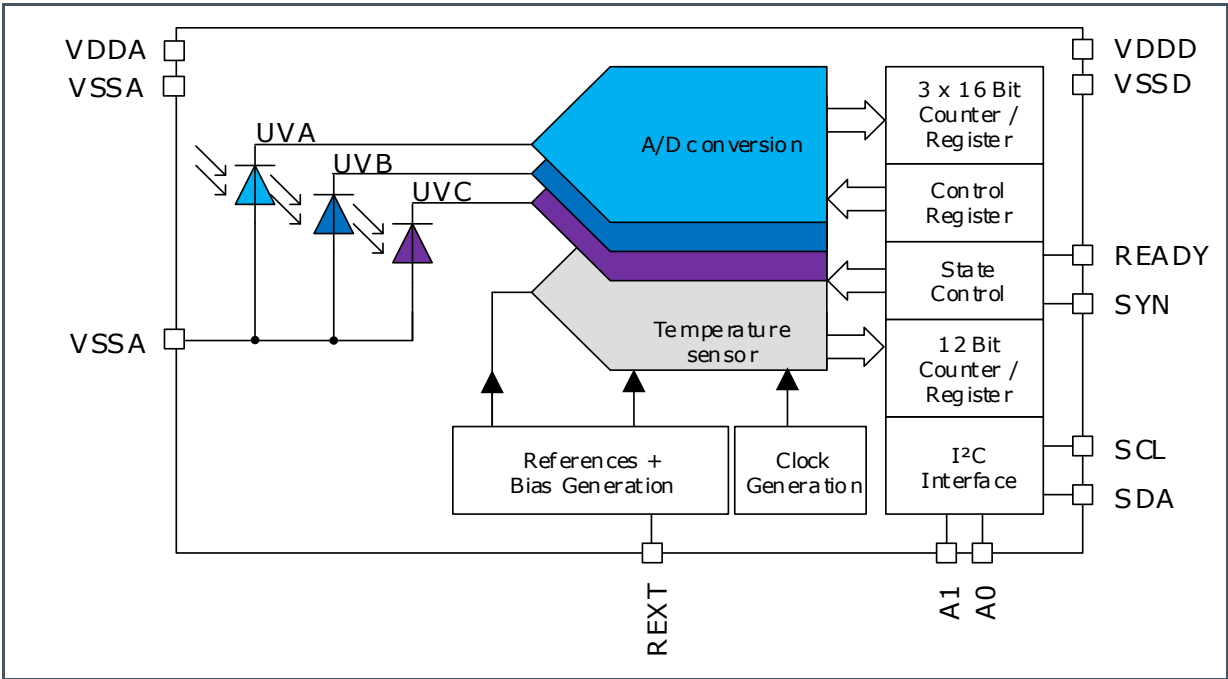 VDDA
VSSA
VDDD
VSSD
UVA
UVB
UVC
A/D conversion
3 x 16 Bit
Counter /
Register
Control
Register
State
Control
READY
SYN
VSSA
Temperature
sensor
12 Bit
Counter /
Register
References +
Bias Generation
Clock
Generation
I²C
Interface
SCL
SDA
REXT
A1
A0